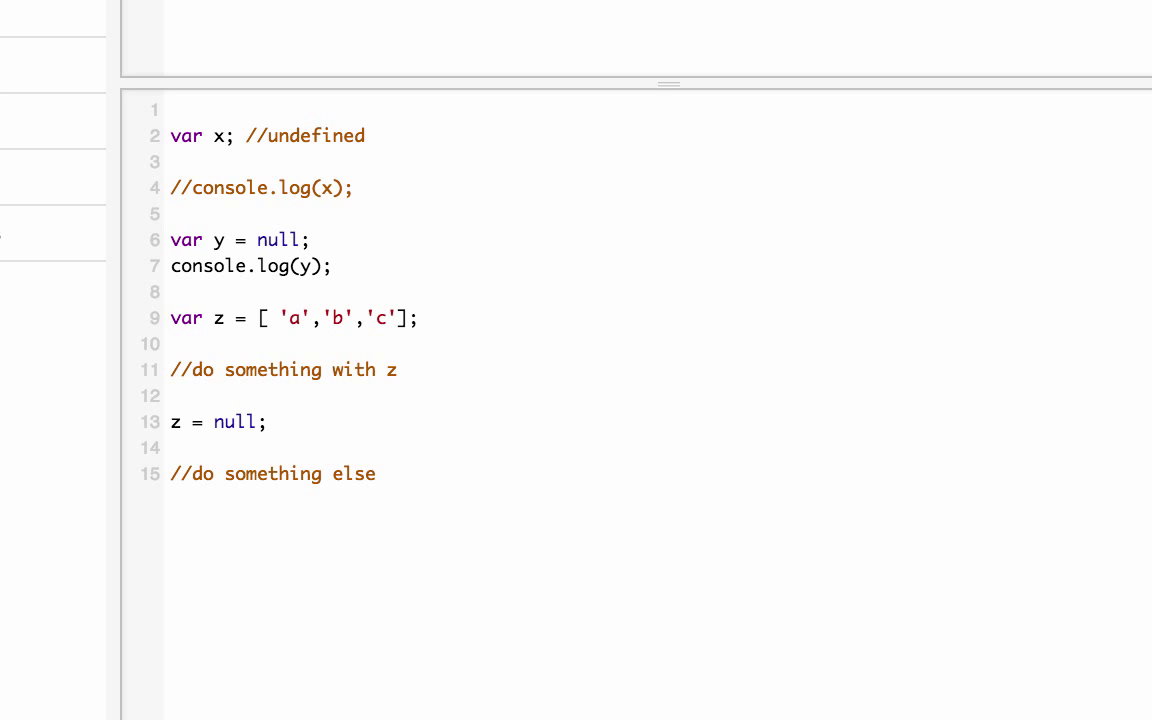 1
2 var x; //undefined
3
4 //console.log(x);
5
6 var y = null;
7 console.log(y);
8
9 var z = [ 'a','b','c'];
10
11 //do something with z
12
13 z = null;
14
15 //do something else